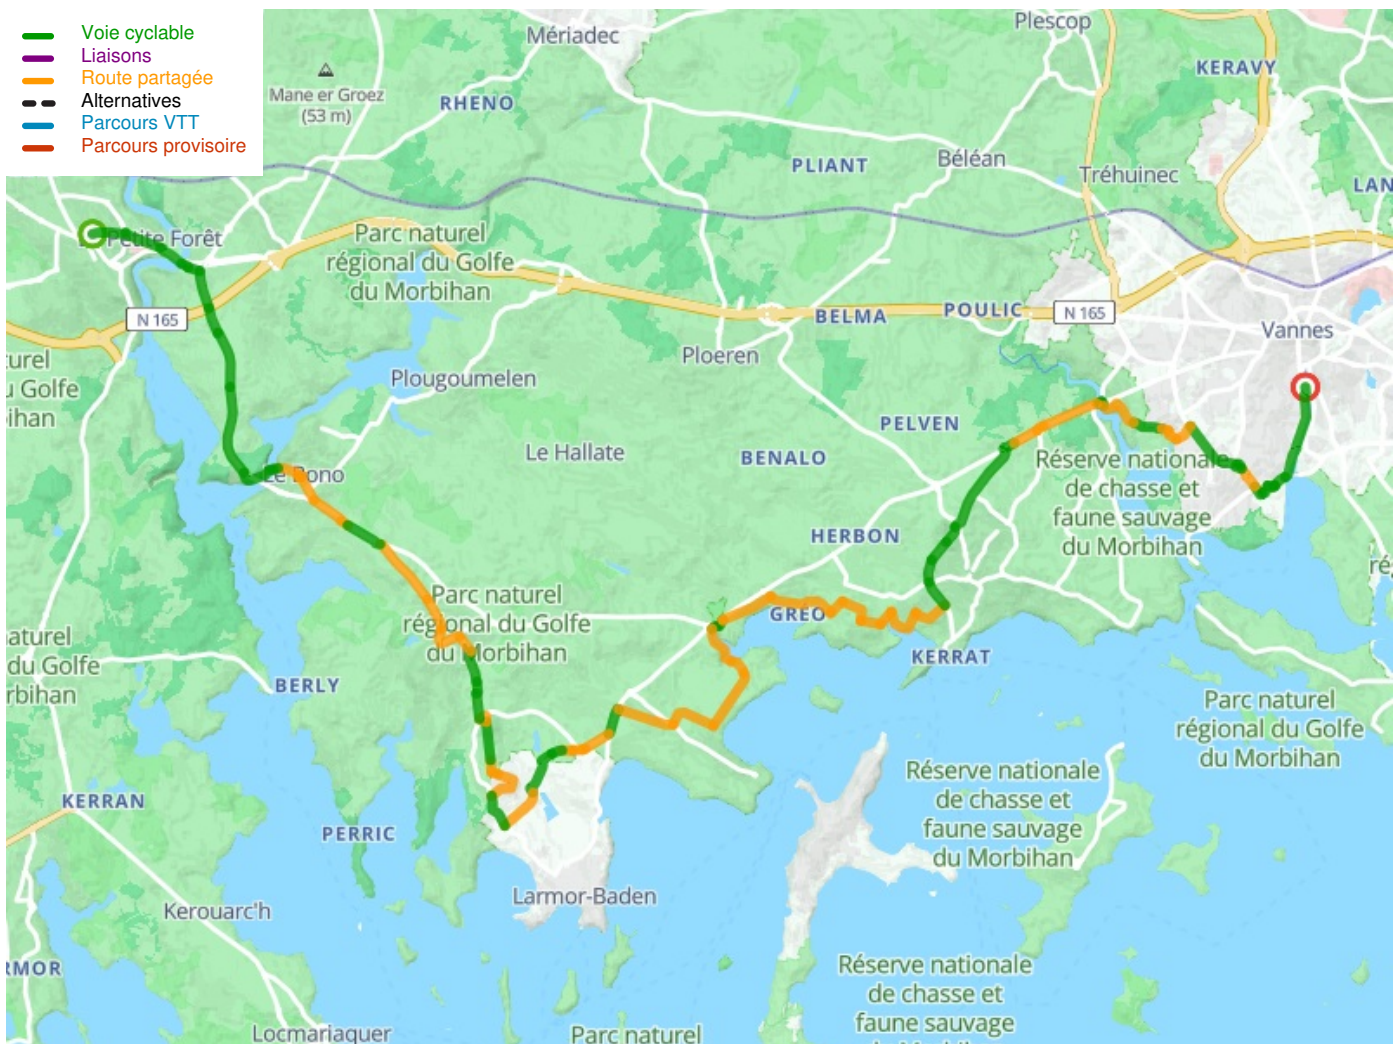 Voie cyclable
Liaisons
Route partagée
Alternatives
Parcours VTT
Parcours provisoire
Mériadec
Plescop
Mane er Groez
(53 m)
RHENO
KERAVY
PLIANT
Béléan
Tréhuinec
LAN
Petite Forêt
Parc naturel
régional du Golfe
du Morbihan
N 165
BELMA
POULIC
N 165
Vannes
Ploeren
Plougoumelen
turel
u Golfe
bihan
PELVEN
Le Hallate
BENALO
Réserve nationale
de chasse et
faune sauvage
du Morbihan
Le Bono
HERBON
ré
Parc naturel
régional du Golfe
du Morbihan
GREO
aturel
du Golfe
rbihan
KERRAT
BERLY
Parc naturel
régional du Golfe
du Morbihan
Réserve nationale
de chasse et
faune sauvage
du Morbihan
KERRAN
PERRIC
Larmor-Baden
Kerouarc'h
RMOR
Réserve nationale
de chasse et
faune sauvage
Locmariaquer
Parc naturel